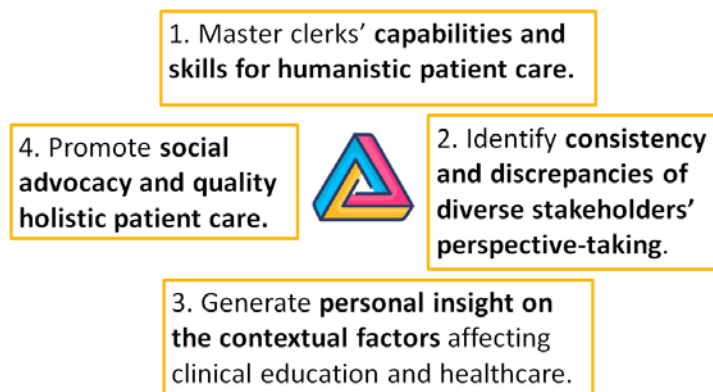 1. Master clerks’ capabilities and
skills for humanistic patient care.
2. Identify consistency
and discrepancies of
diverse stakeholders’
perspective-taking.
3. Generate personal insight on
the contextual factors affecting
clinical education and healthcare.
4. Promote social
advocacy and quality
holistic patient care.